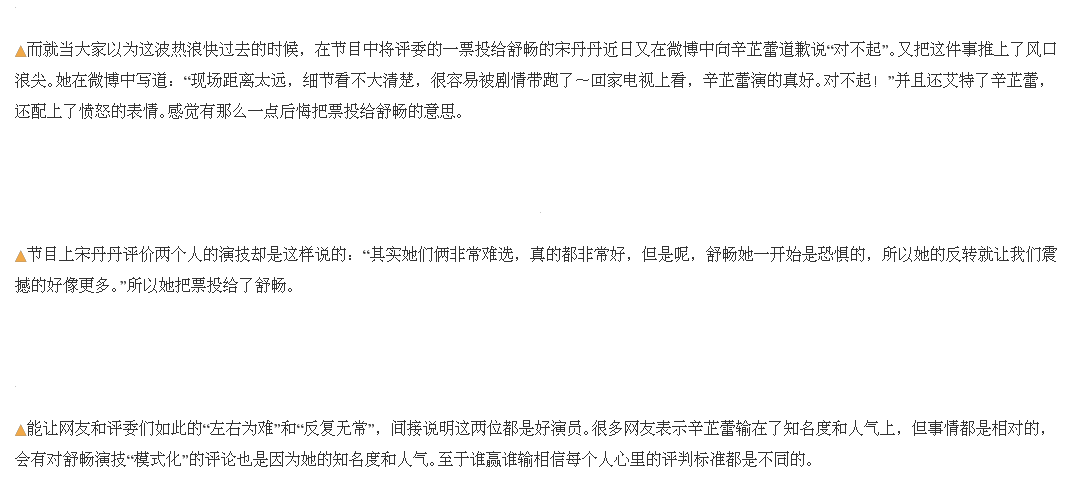 ▲而就当大家以为这波热浪快过去的时候，在节目中将评委的一票投给舒畅的宋丹丹近日又在微博中向辛芷蕾道歉说“对不起”。又把这件事推上了风口
浪尖。她在微博中写道：“现场距离太远，细节看不大清楚，很容易被剧情带跑了～回家电视上看，辛芷蕾演的真好。对不起！”并且还艾特了辛芷蕾，
还配上了愤怒的表情。感觉有那么一点后悔把票投给舒畅的意思。
▲节目上宋丹丹评价两个人的演技却是这样说的：“其实她们俩非常难选，真的都非常好，但是呢，舒畅她一开始是恐惧的，所以她的反转就让我们震
撼的好像更多。”所以她把票投给了舒畅。
▲能让网友和评委们如此的“左右为难”和“反复无常”，间接说明这两位都是好演员。很多网友表示辛芷蕾输在了知名度和人气上，但事情都是相对的，
会有对舒畅演技“模式化”的评论也是因为她的知名度和人气。至于谁赢谁输相信每个人心里的评判标准都是不同的。